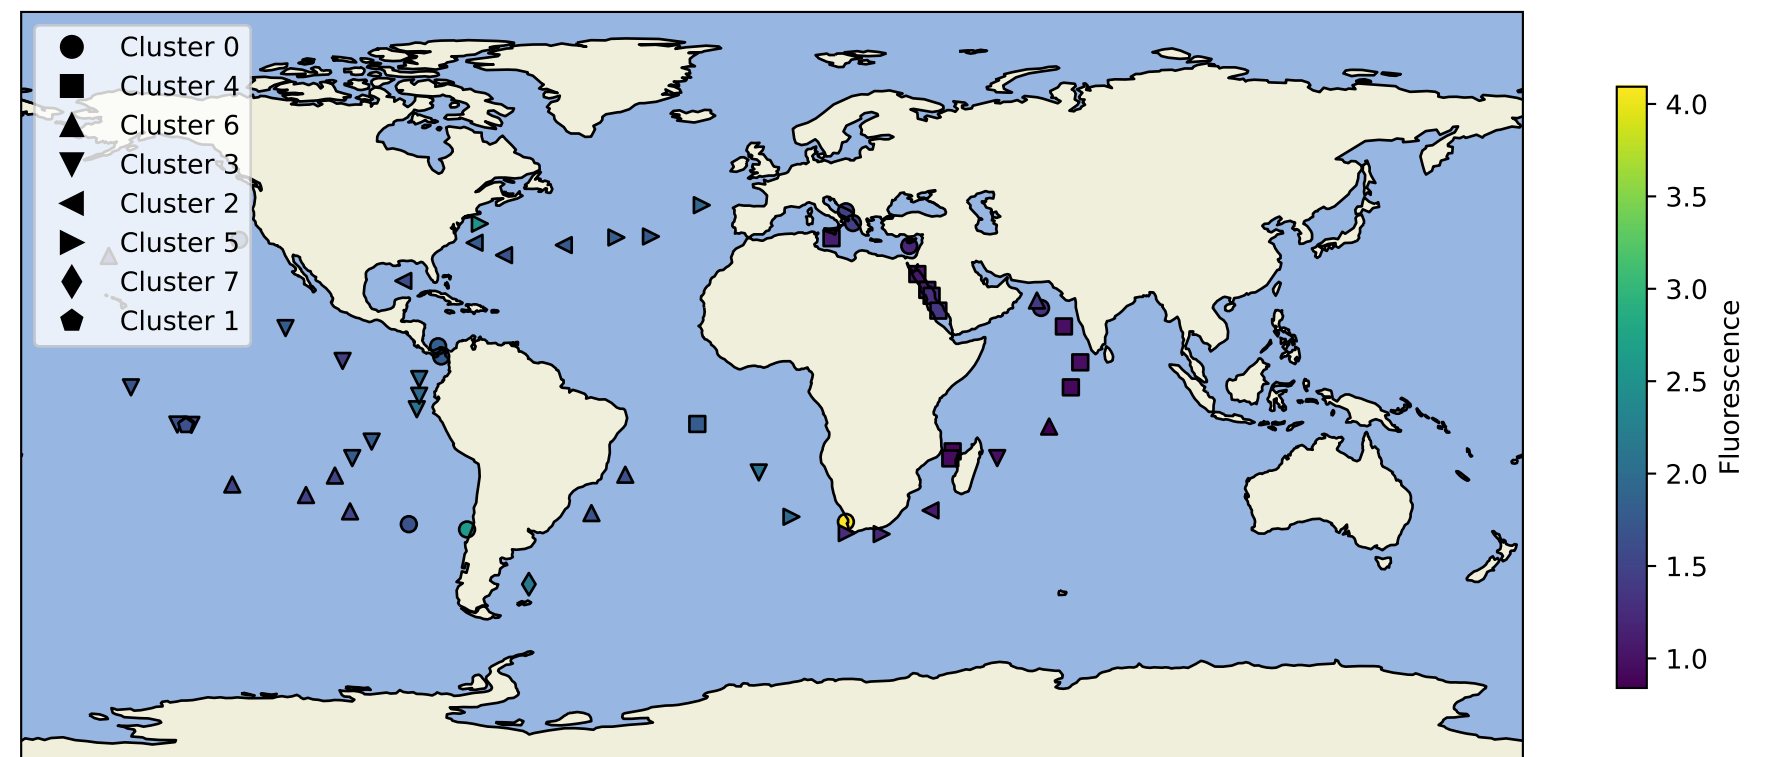 Cluster 0
Cluster 4
Cluster 6
Cluster 3
Cluster 2
Cluster 5
Cluster 7
Cluster 1
4.0
3.5
3.0
2.5
2.0
1.5
1.0
Fluorescence